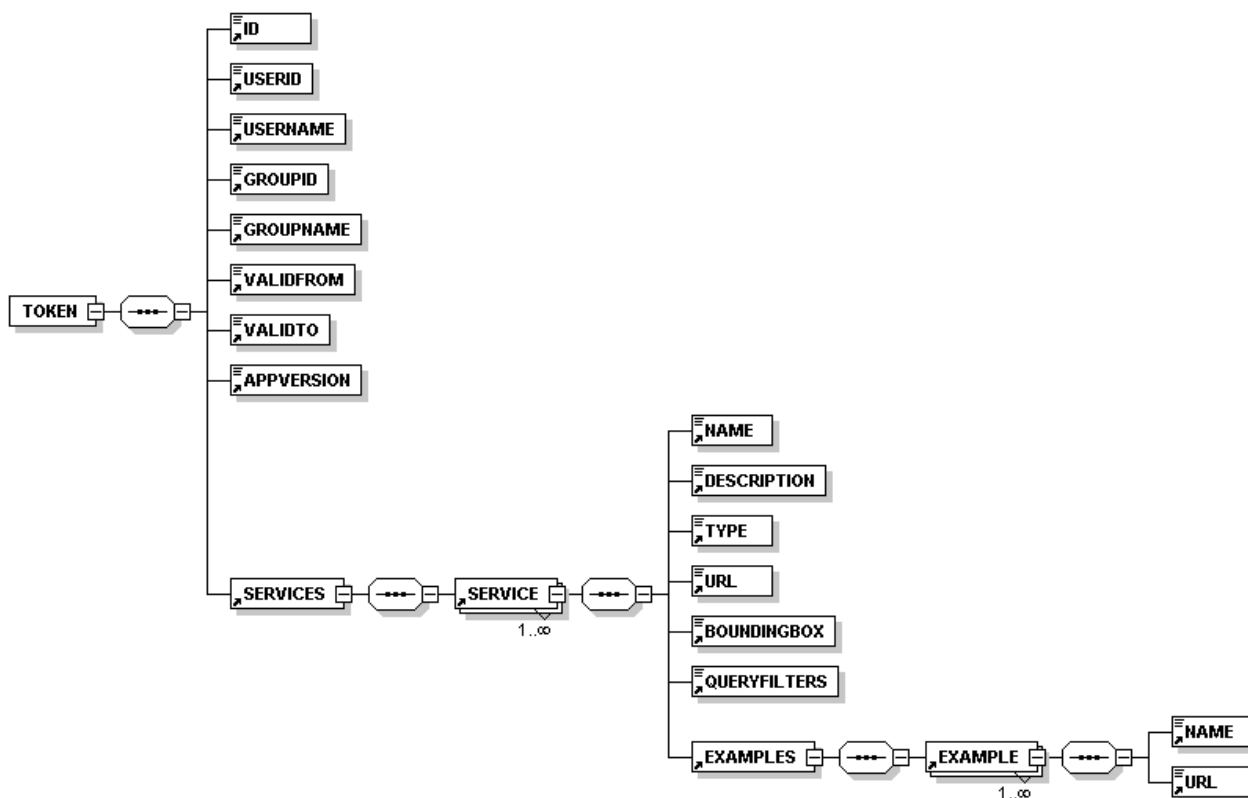 ID
USERID
USERNAME
GROUPID
GROUPNAME
VALIDFROM
TOKEN
VALIDTO
APPVERSION
NAME
DESCRIPTION
TYPE
URL
SERVICES
SERVICE
1..∞
BOUNDINGBOX
QUERYFILTERS
EXAMPLES
EXAMPLE
1..∞
NAME
URL